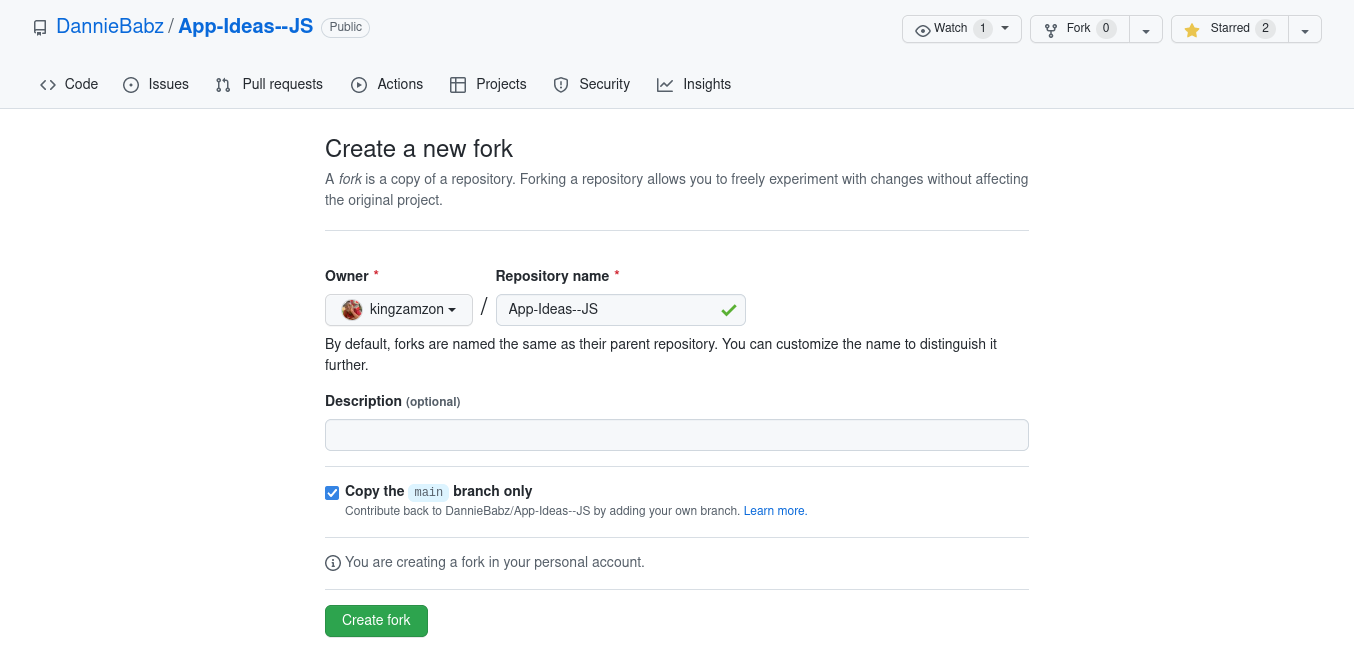 DannieBabz / App-Ideas--JS Public Watch 1 Fork 0 Starred 2
Code Issues Pull requests Actions Projects Security Insights
Create a new fork
A fork is a copy of a repository. Forking a repository allows you to freely experiment with changes without affecting
the original project.
Owner * Repository name *
kingzamzon / App-Ideas--JS
By default, forks are named the same as their parent repository. You can customize the name to distinguish it
further.
Description (optional)
Copy the main branch only
Contribute back to DannieBabz/App-Ideas--JS by adding your own branch. Learn more.
You are creating a fork in your personal account.
Create fork